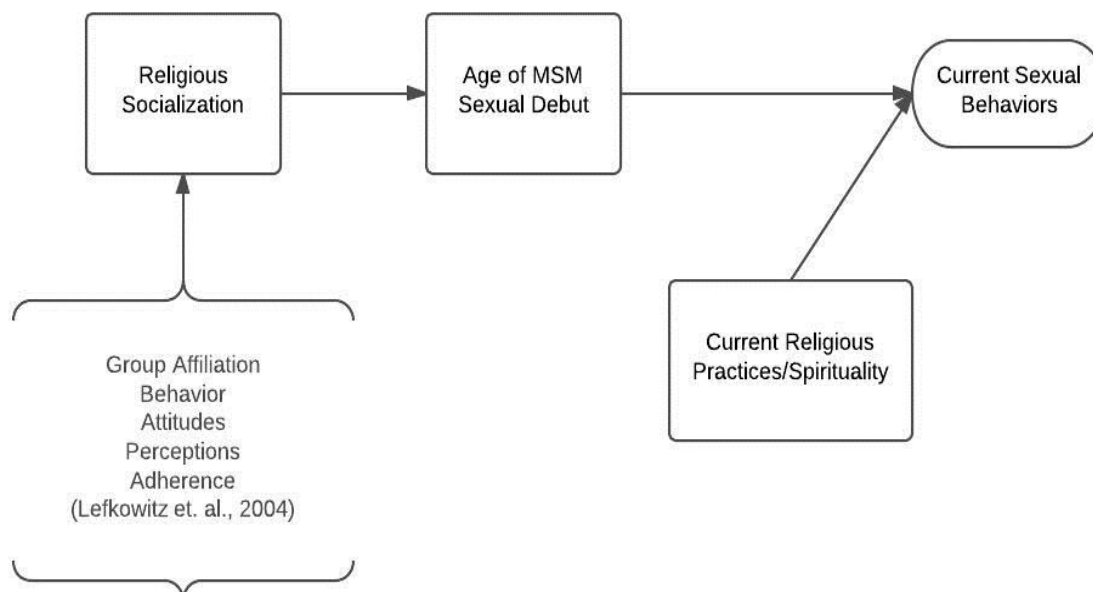 Religious
Socialization
Age of MSM
Sexual Debut
Current Sexual
Behaviors
Current Religious
Practices/Spirituality
Group Affiliation
Behavior
Attitudes
Perceptions
Adherence
(Lefkowitz et. al., 2004)